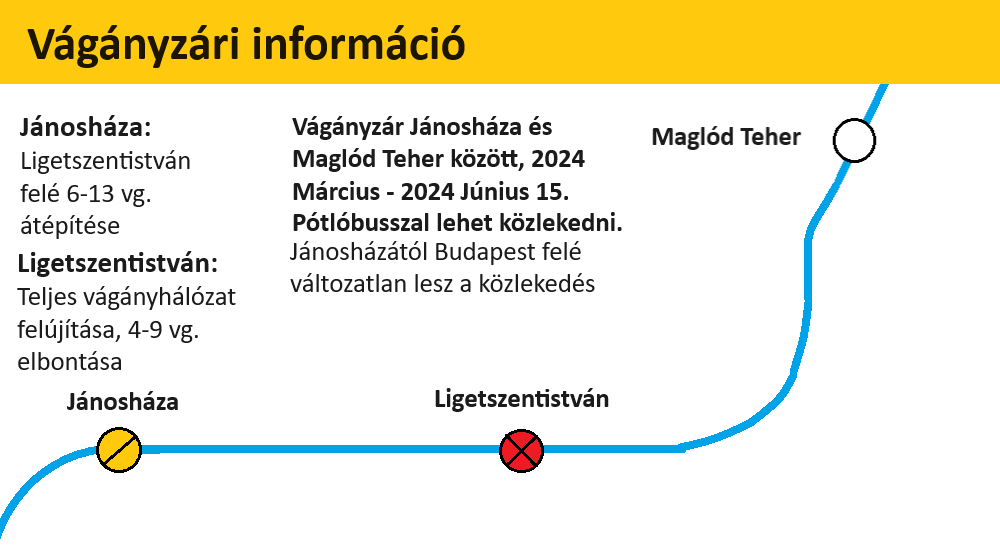 Vágányzári információ
Jánosháza:
Ligetszentistván
felé 6-13 vg.
átépítése
Ligetszentistván:
Teljes vágányhálózat
felújítása, 4-9 vg.
elbontása
Vágányzár Jánosháza és
Maglód Teher között, 2024
Március - 2024 Június 15.
Pótlóbusszal lehet közlekedni.
Jánosházától Budapest felé
változatlan lesz a közlekedés
Maglód Teher
Jánosháza
Ligetszentistván